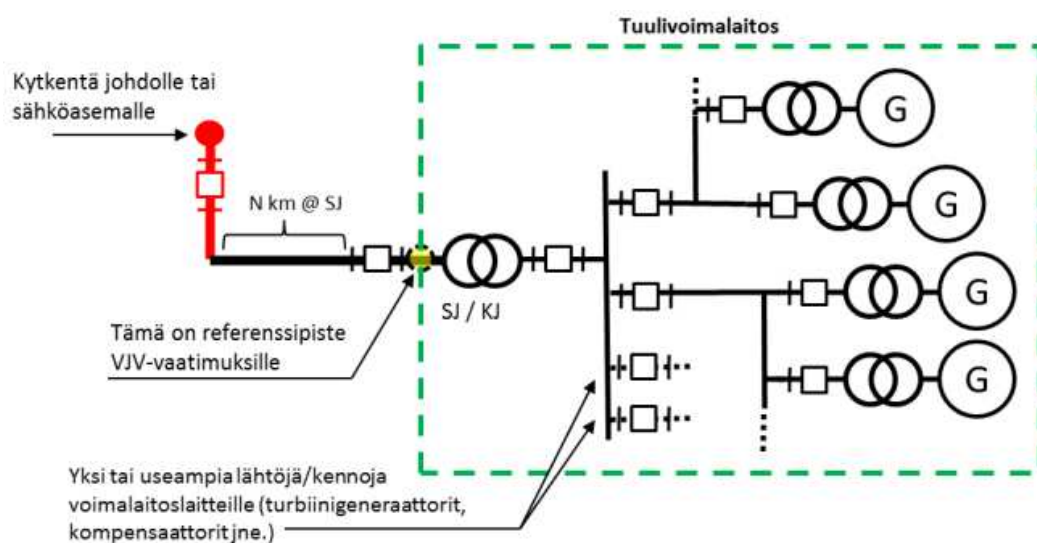 Tuulivoimalaitos
Kytkentä johdolle tai
sähköasemalle
G
N km @ SJ
G
SJ / KJ
G
Tämä on referenssipiste
VJV-vaatimuksille
G
Yksi tai useampia lähtöjä/kennoja
voimalaitoslaitteille (turbiinigeneraattorit,
kompensaattorit jne.)